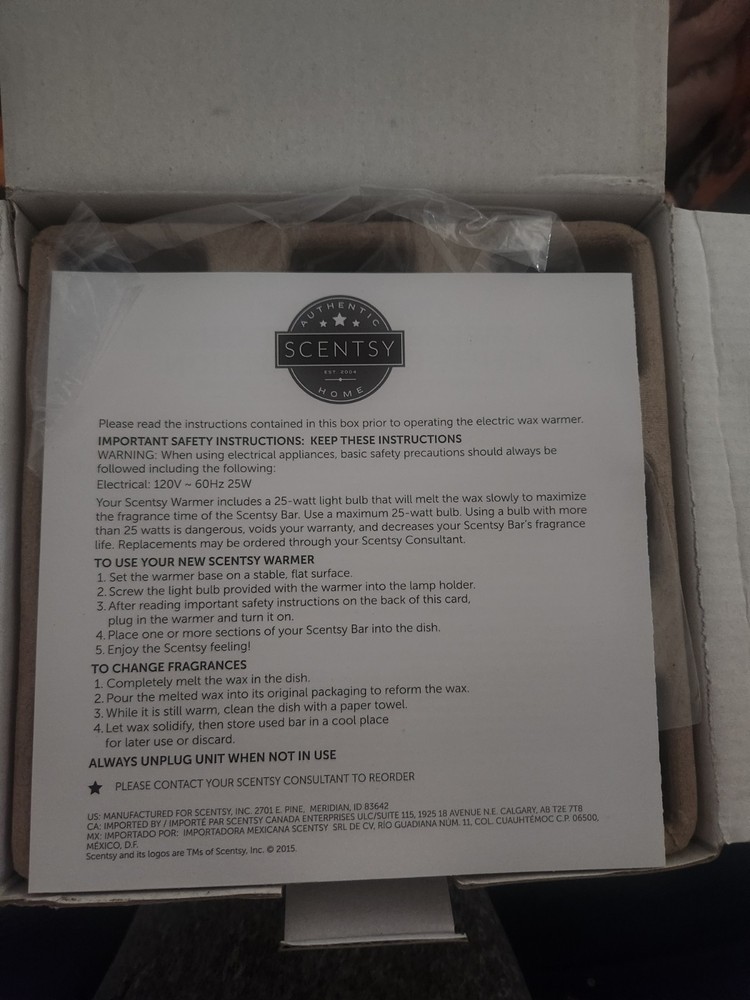 AUTHENTIC
SCENTSY
EST. 2004
HOME
Please read the instructions contained in this box prior to operating the electric wax warmer.
IMPORTANT SAFETY INSTRUCTIONS: KEEP THESE INSTRUCTIONS
WARNING: When using electrical appliances, basic safety precautions should always be
followed including the following:
Electrical: 120V ~ 60Hz 25W
Your Scentsy Warmer includes a 25-watt light bulb that will melt the wax slowly to maximize
the fragrance time of the Scentsy Bar. Use a maximum 25-watt bulb. Using a bulb with more
than 25 watts is dangerous, voids your warranty, and decreases your Scentsy Bar's fragrance
life. Replacements may be ordered through your Scentsy Consultant.
TO USE YOUR NEW SCENTSY WARMER
1. Set the warmer base on a stable, flat surface.
2. Screw the light bulb provided with the warmer into the lamp holder.
3. After reading important safety instructions on the back of this card,
plug in the warmer and turn it on.
4. Place one or more sections of your Scentsy Bar into the dish.
5. Enjoy the Scentsy feeling!
TO CHANGE FRAGRANCES
1. Completely melt the wax in the dish.
2. Pour the melted wax into its original packaging to reform the wax.
3. While it is still warm, clean the dish with a paper towel.
4. Let wax solidify, then store used bar in a cool place
for later use or discard.
ALWAYS UNPLUG UNIT WHEN NOT IN USE
PLEASE CONTACT YOUR SCENTSY CONSULTANT TO REORDER
US: MANUFACTURED FOR SCENTSY, INC. 2701 E. PINE, MERIDIAN, ID 83642
CA: IMPORTED BY / IMPORTÉ PAR SCENTSY CANADA ENTERPRISES ULC/SUITE 115, 1925 18 AVENUE N.E. CALGARY, AB T2E 7T8
MX: IMPORTADO POR: IMPORTADORA MEXICANA SCENTSY SRL DE CV, RÍO GUADIANA NÚM. 11, COL. CUAUHTÉMOC C.P. 06500,
MÉXICO, D.F.
Scentsy and its logos are TMs of Scentsy, Inc. © 2015.